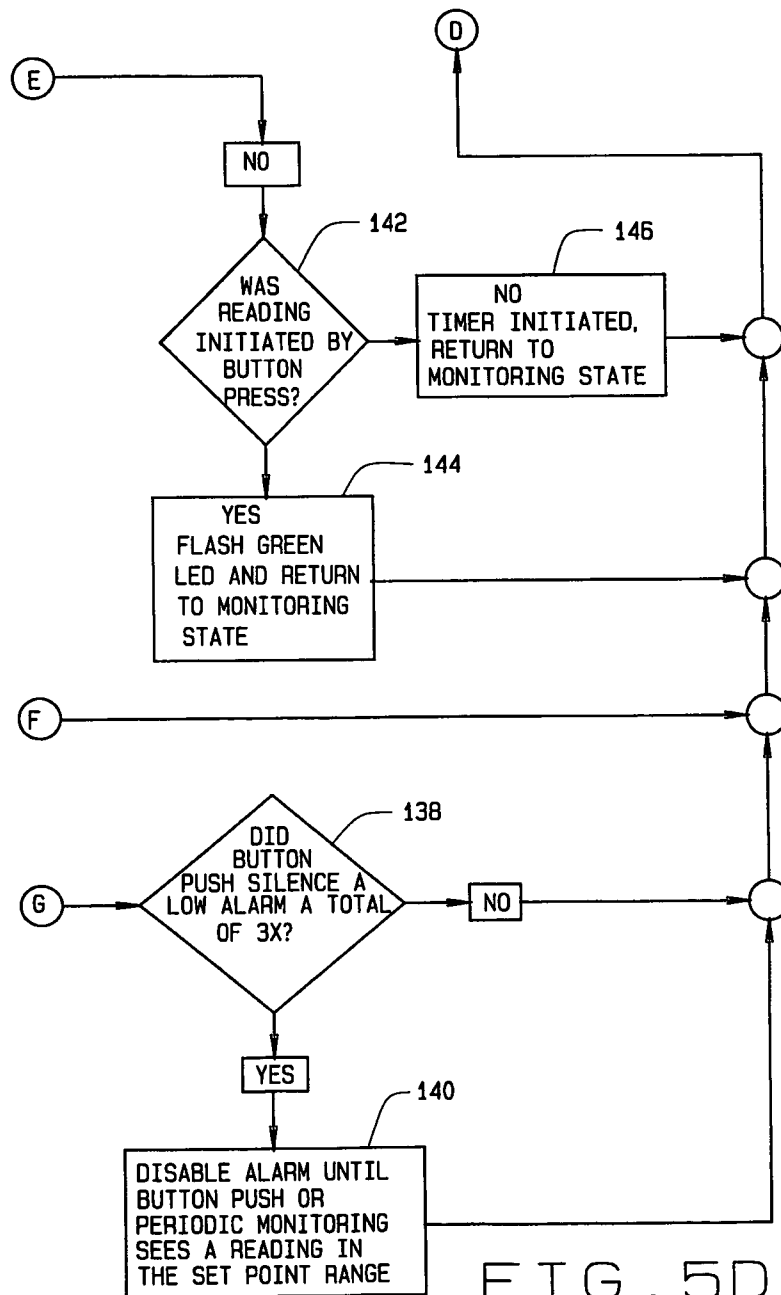 D
E
NO
142
WAS
READING
INITIATED BY
BUTTON
PRESS?
146
NO
TIMER INITIATED,
RETURN TO
MONITORING STATE
144
YES
FLASH GREEN
LED AND RETURN
TO MONITORING
STATE
F
138
DID
BUTTON
PUSH SILENCE A
LOW ALARM A TOTAL
OF 3X?
G
NO
YES
140
DISABLE ALARM UNTIL
BUTTON PUSH OR
PERIODIC MONITORING
SEES A READING IN
THE SET POINT RANGE
FIG. 5D